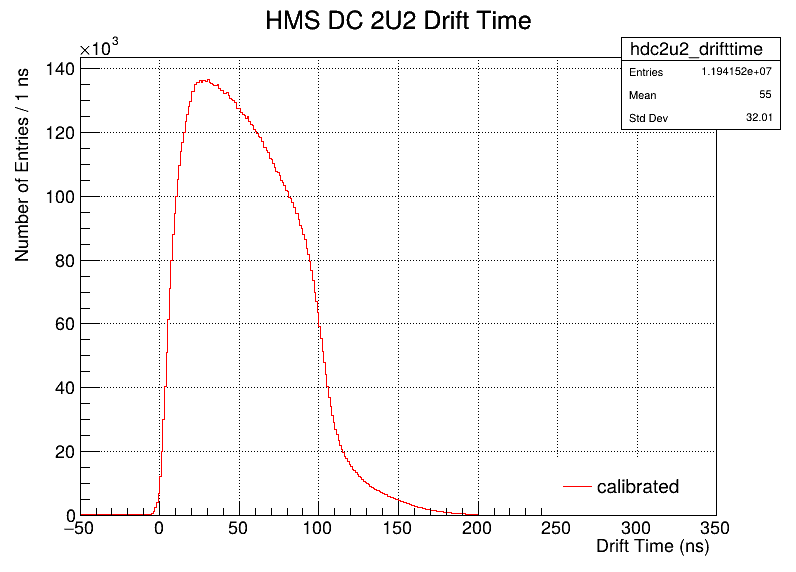 HMS DC 2U2 Drift Time
×10³
hdc2u2_drifttime
Entries 1.194152e+07
Mean 55
Std Dev 32.01
Number of Entries / 1 ns
140
120
100
80
60
40
20
0
calibrated
−50 0 50 100 150 200 250 300 350
Drift Time (ns)